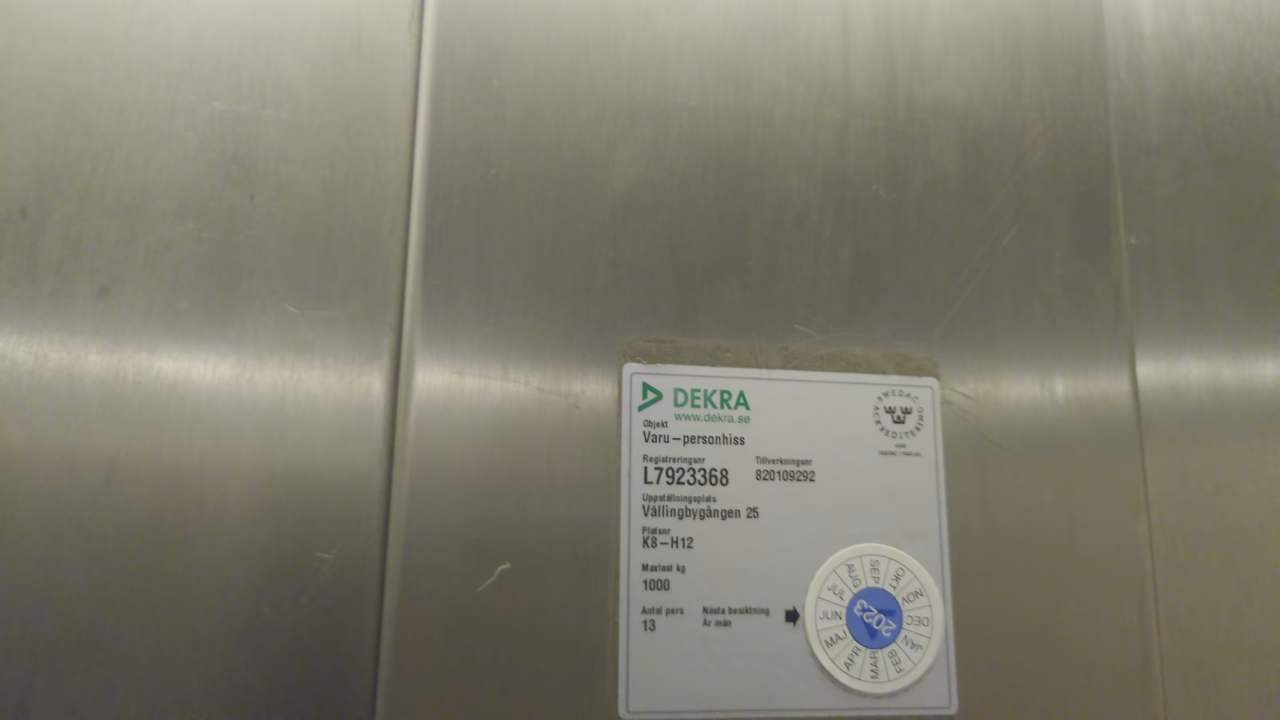 DEKRA
www.dekra.se
SWEDAC ACKREDITERING
Objekt
Varu-personhiss
Registreringsnr Tillverkningsnr
L7923368 820109292
Uppställningsplats
Vällingbygången 25
Platsnr
K8-H12
Maxlast kg
1000
Antal pers Nästa besiktning
13 År mån
2023
JAN
FEB
MAR
APR
MAJ
JUN
JUL
AUG
SEP
OKT
NOV
DEC